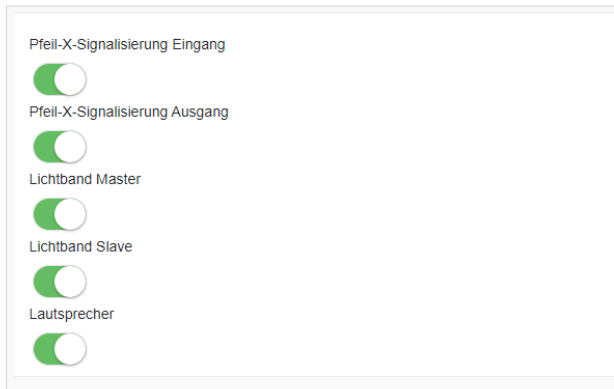 Pfeil-X-Signalisierung Eingang
Pfeil-X-Signalisierung Ausgang
Lichtband Master
Lichtband Slave
Lautsprecher